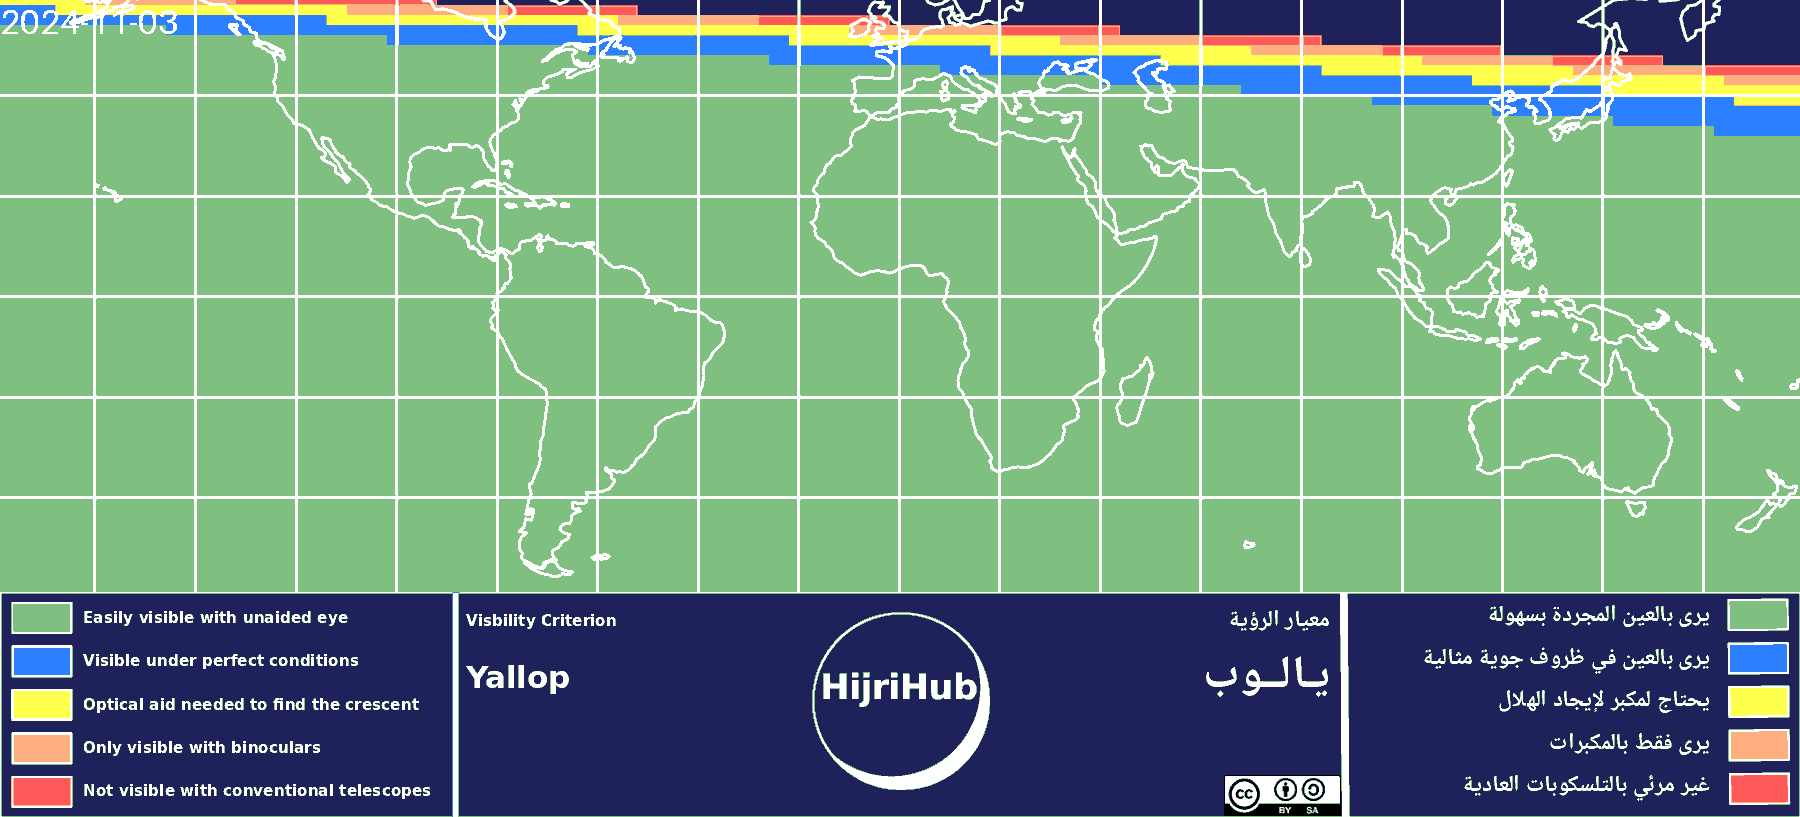 2024-11-03
Easily visible with unaided eye
Visible under perfect conditions
Optical aid needed to find the crescent
Only visible with binoculars
Not visible with conventional telescopes
Visbility Criterion
Yallop
HijriHub
معيار الرؤية
يـالـوب
cc
BY SA
يرى بالعين المجردة بسهولة
يرى بالعين في ظروف جوية مثالية
يحتاج لمكبر لإيجاد الهلال
يرى فقط بالمكبرات
غير مرئي بالتلسكوبات العادية